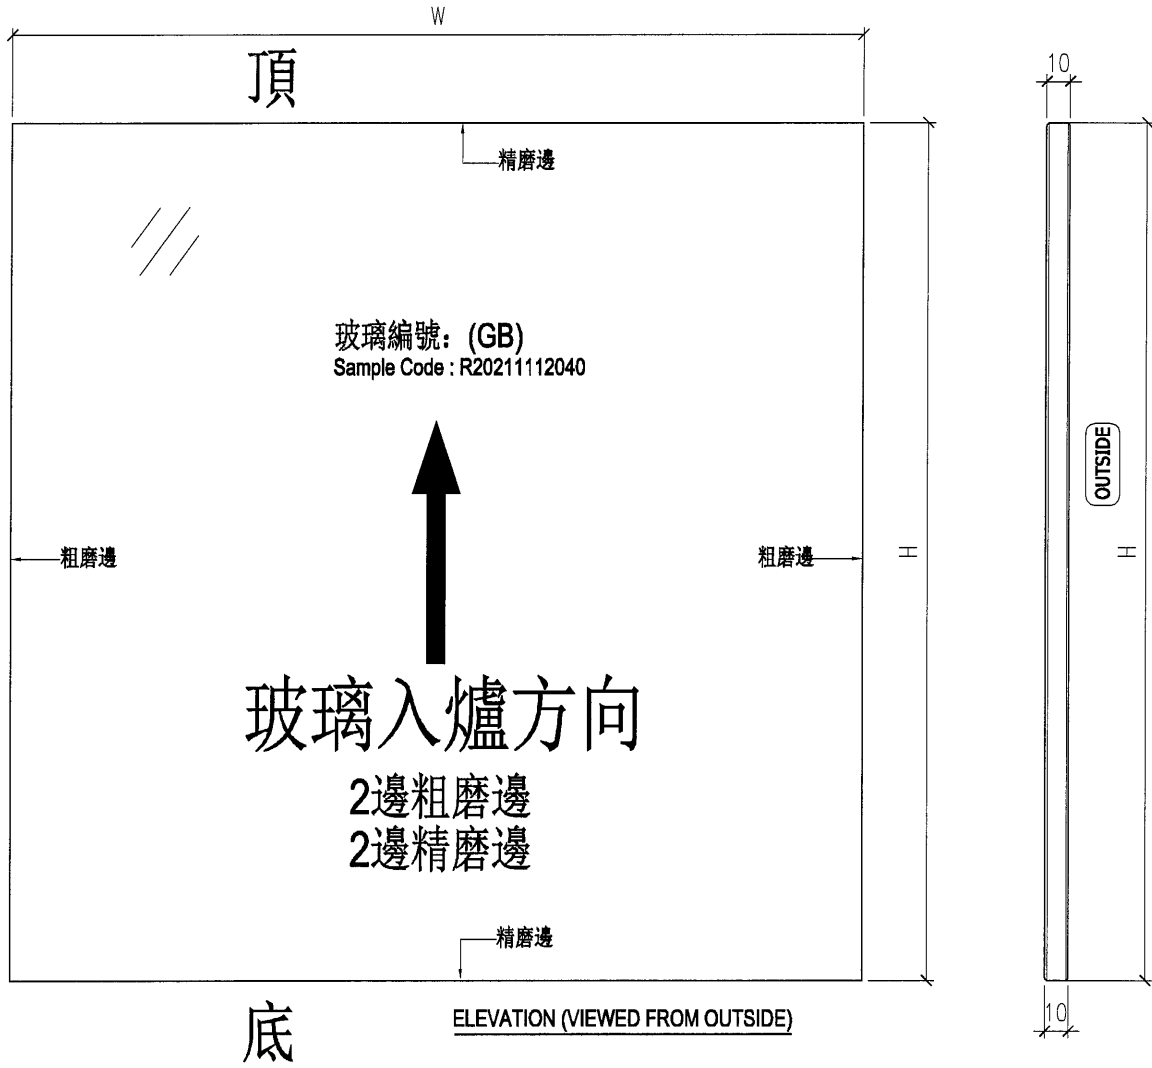 W
頂
10
精磨邊
玻璃編號：(GB)
Sample Code : R20211112040
OUTSIDE
粗磨邊
粗磨邊
H
H
玻璃入爐方向
2邊粗磨邊
2邊精磨邊
精磨邊
底
ELEVATION (VIEWED FROM OUTSIDE)
10